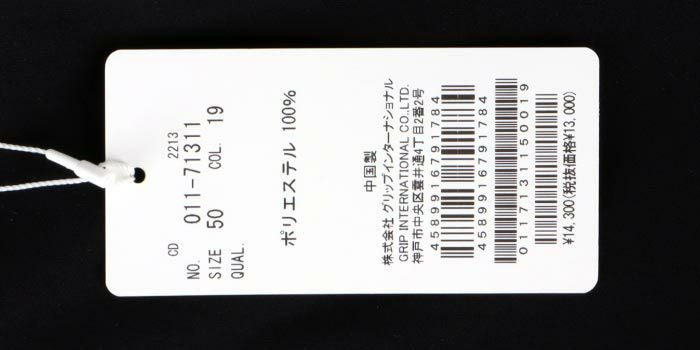 CD 2213
NO. 011-71311
SIZE 50 COL. 19
QUAL.
ポリエステル 100%
中国製
株式会社 グリップインターナショナル
GRIP INTERNATIONAL CO.,LTD.
神戸市中央区雲井通4丁目2番2号
4589916791784
4589916791784
0117131150019
¥14,300(税抜価格¥13,000)